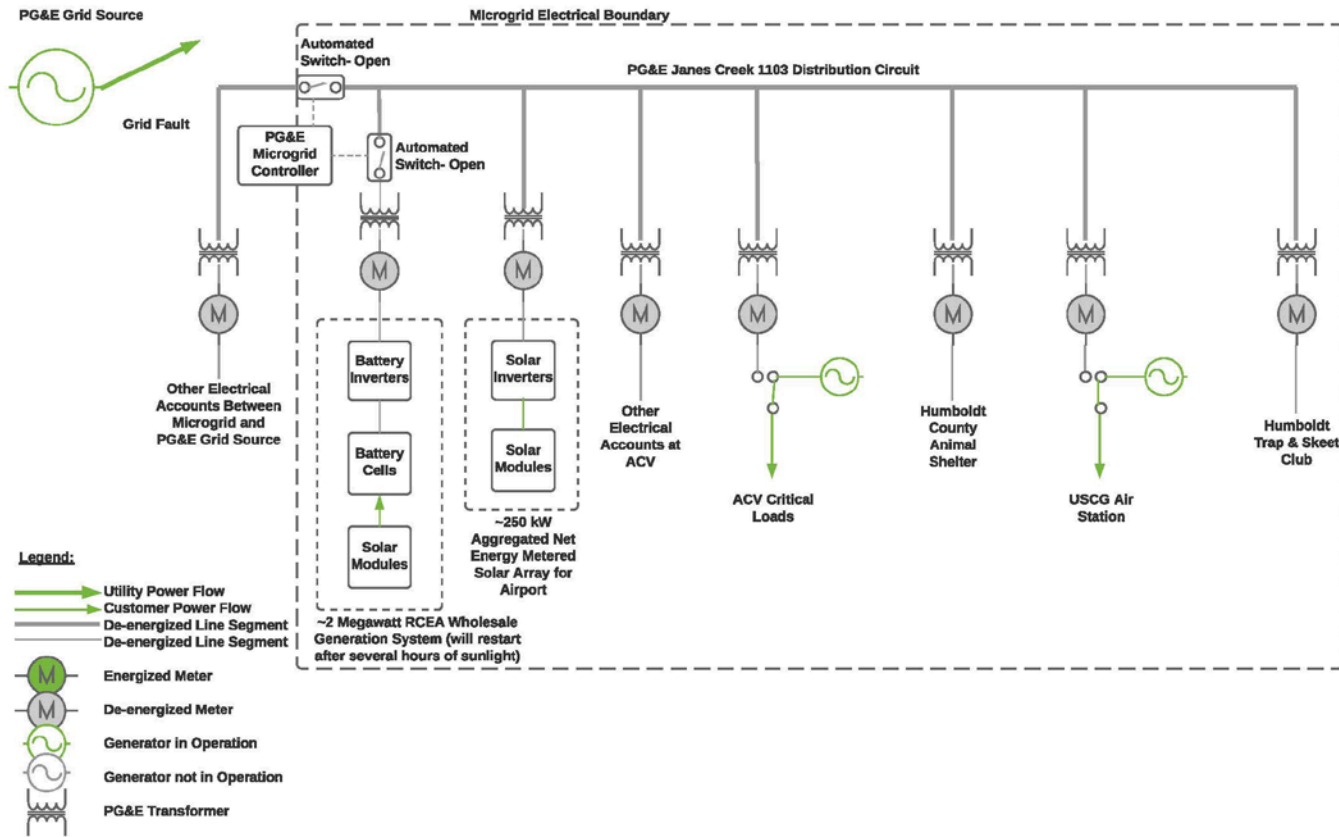 PG&E Grid Source
Microgrid Electrical Boundary
Automated
Switch- Open
PG&E Janes Creek 1103 Distribution Circuit
Grid Fault
PG&E
Microgrid
Controller
Automated
Switch- Open
M
M
M
M
M
M
M
M
Battery
Inverters
Solar
Inverters
Other Electrical
Accounts Between
Microgrid and
PG&E Grid Source
Battery
Cells
Solar
Modules
Other
Electrical
Accounts at
ACV
Humboldt
County
Animal
Shelter
Humboldt
Trap & Skeet
Club
ACV Critical
Loads
USCG Air
Station
Solar
Modules
~250 kW
Aggregated Net
Energy Metered
Solar Array for
Airport
~2 Megawatt RCEA Wholesale
Generation System (will restart
after several hours of sunlight)
Legend:
Utility Power Flow
Customer Power Flow
De-energized Line Segment
De-energized Line Segment
M
Energized Meter
M
De-energized Meter
Generator in Operation
Generator not in Operation
PG&E Transformer